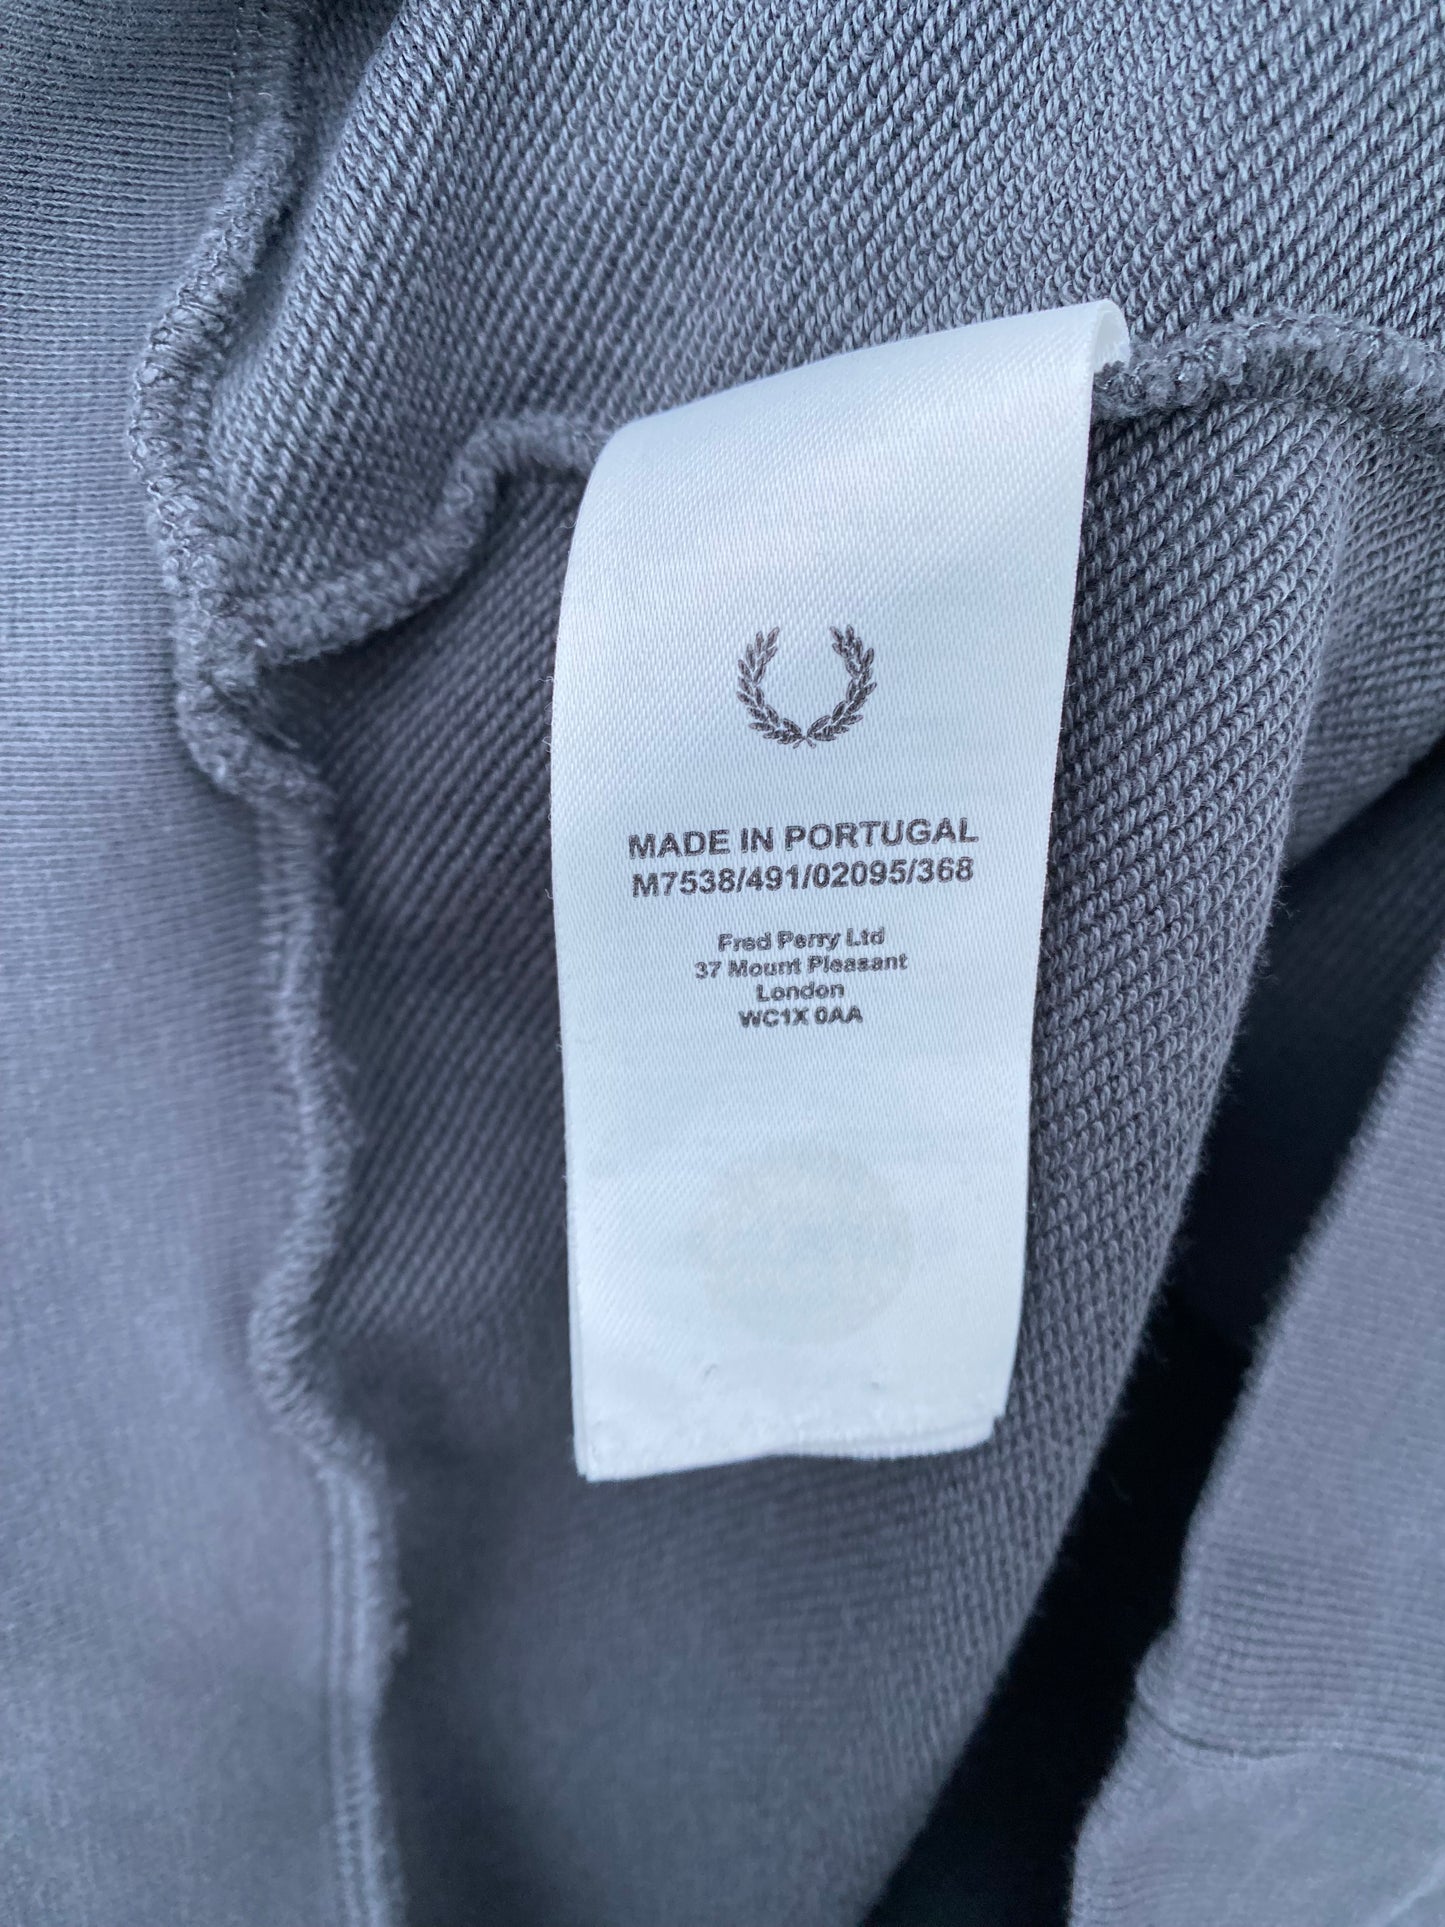 MADE IN PORTUGAL
M7538/491/02095/368
Fred Perry Ltd
37 Mount Pleasant
London
WC1X 0AA